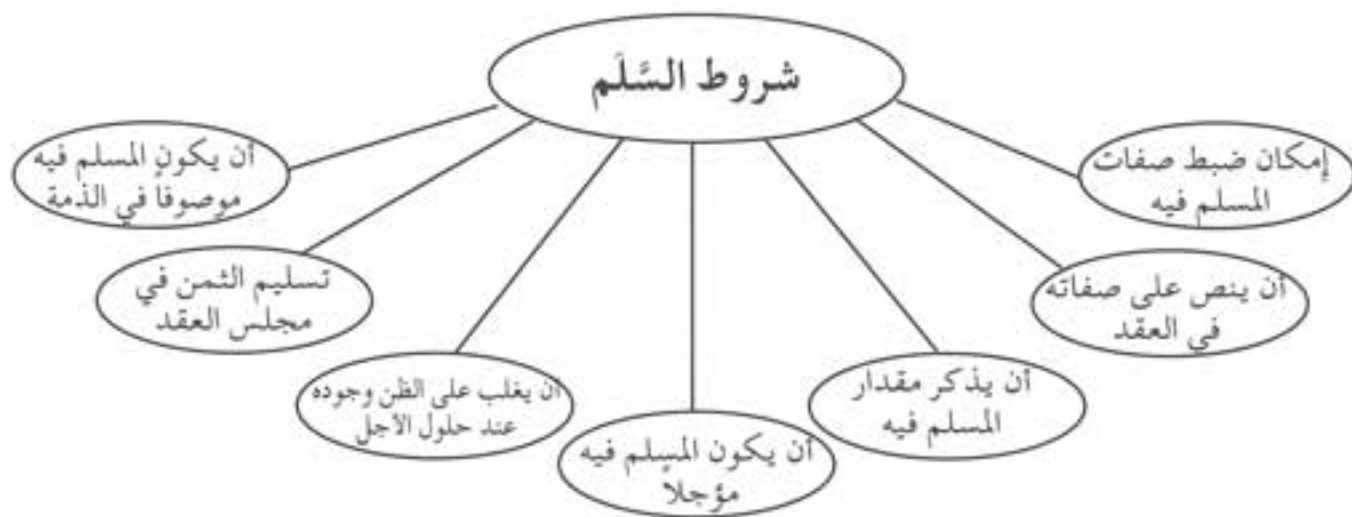 شروط السَّلَم
إمكان ضبط صفات
المسلم فيه
أن ينص على صفاته
في العقد
أن يذكر مقدار
المسلم فيه
أن يكون المسلم فيه
مؤجلاً
أن يغلب على الظن وجوده
عند حلول الأجل
تسليم الثمن في
مجلس العقد
أن يكون المسلم فيه
موصوفاً في الذمة